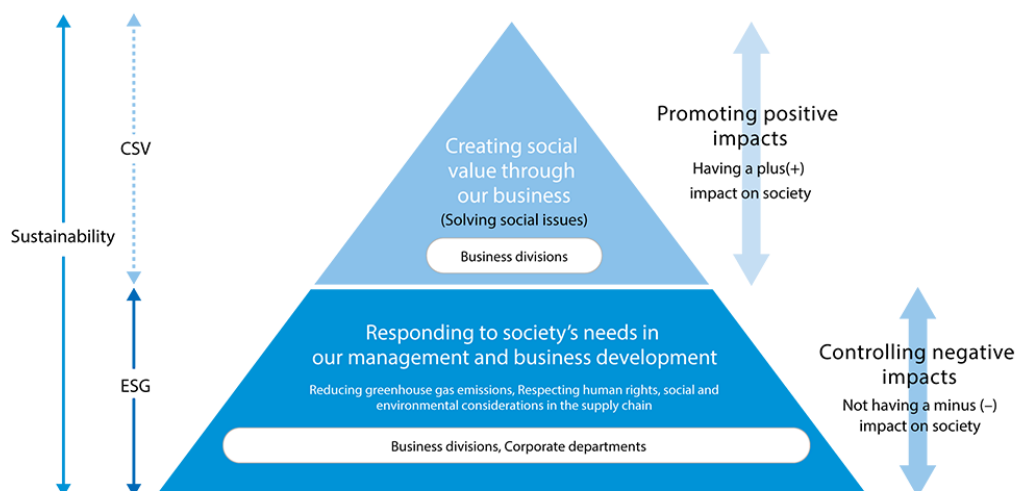 Sustainability
CSV
ESG
Creating social
value through
our business
(Solving social issues)
Business divisions
Promoting positive
impacts
Having a plus(+)
impact on society
Responding to society's needs in
our management and business development
Reducing greenhouse gas emissions, Respecting human rights, social and
environmental considerations in the supply chain
Business divisions, Corporate departments
Controlling negative
impacts
Not having a minus (–)
impact on society